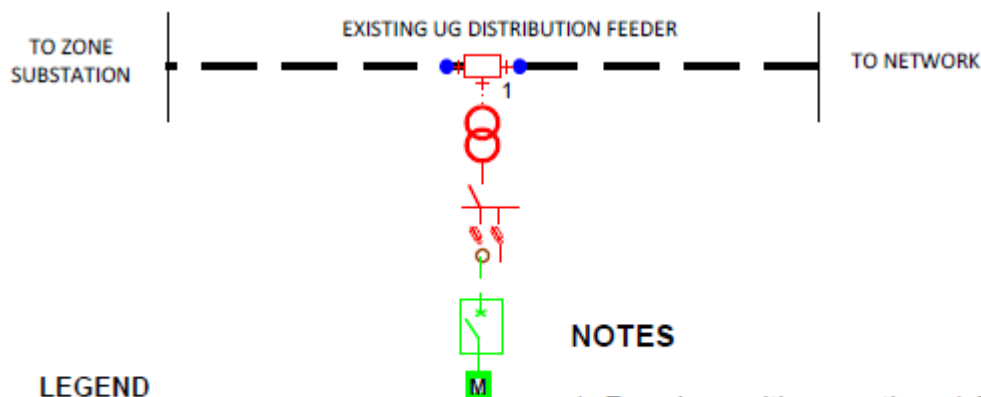 EXISTING UG DISTRIBUTION FEEDER
TO ZONE
SUBSTATION
TO NETWORK
1
NOTES
LEGEND
M